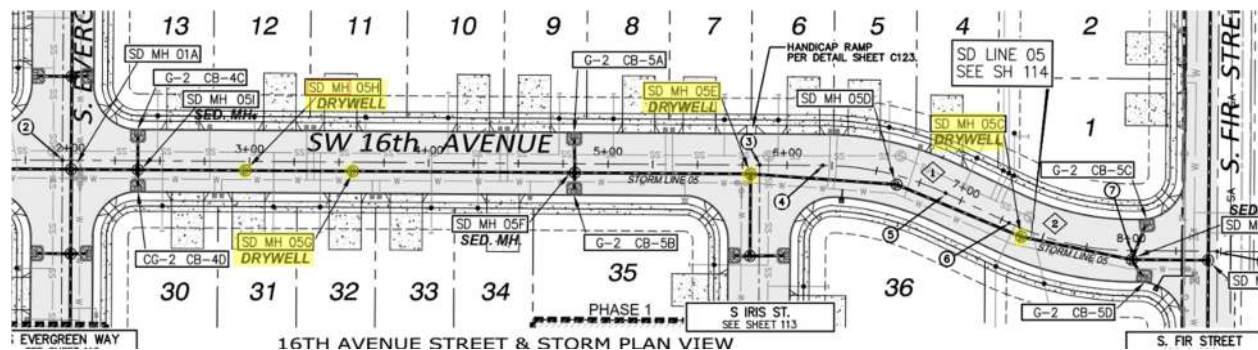 13
12
11
10
9
8
7
6
5
4
2
1
SD MH 01A
G-2 CB-4C
SD MH 05I
SED. MH.
SD MH 05H
DRYWELL
G-2 CB-5A
SD MH 05E
DRYWELL
HANDICAP RAMP
PER DETAIL SHEET C123.
SD MH 05D
SD LINE 05
SEE SH 114
SD MH 05C
DRYWELL
G-2 CB-5C
S. EVERG
S. FIR STREE
SW 16th AVENUE
2+00
3+00
4+00
5+00
6+00
7+00
8+00
2
3
4
5
6
7
1
2
STORM LINE 05
STORM LINE 05
SD MH 05G
DRYWELL
SD MH 05F
SED. MH.
CG-2 CB-4D
G-2 CB-5B
G-2 CB-5D
SED
SD M
SD M
30
31
32
33
34
35
36
PHASE 1
S IRIS ST.
SEE SHEET 113
EVERGREEN WAY
16TH AVENUE STREET & STORM PLAN VIEW
S. FIR STREET